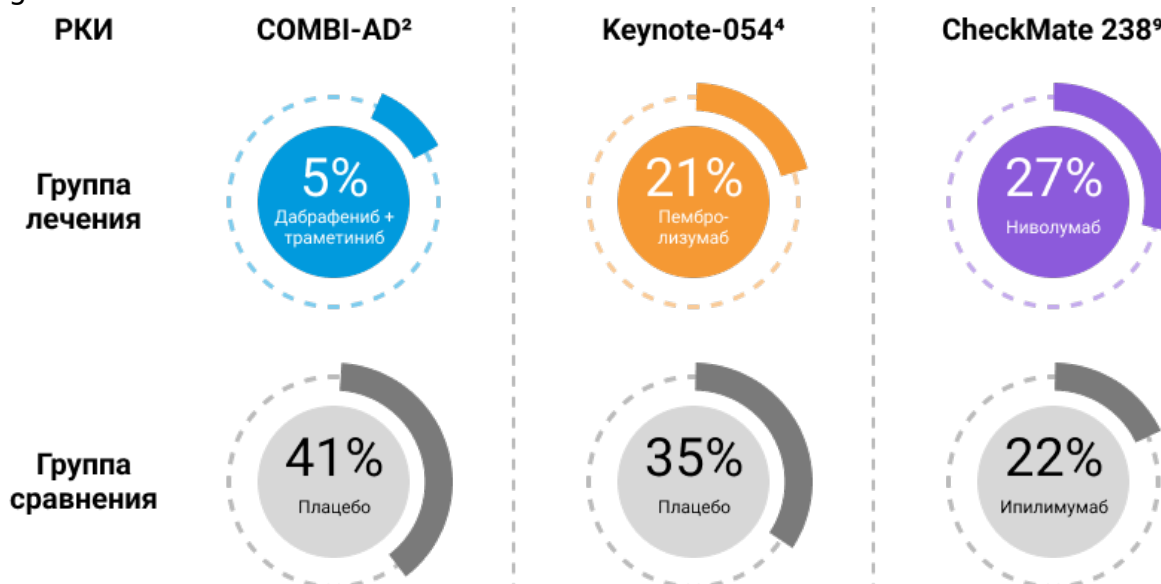 РКИ
COMBI-AD²
Keynote-054⁴
CheckMate 238⁹
Группа
лечения
5%
Дабрафениб +
траметиниб
21%
Пембро-
лизумаб
27%
Ниволумаб
Группа
сравнения
41%
Плацебо
35%
Плацебо
22%
Ипилимумаб